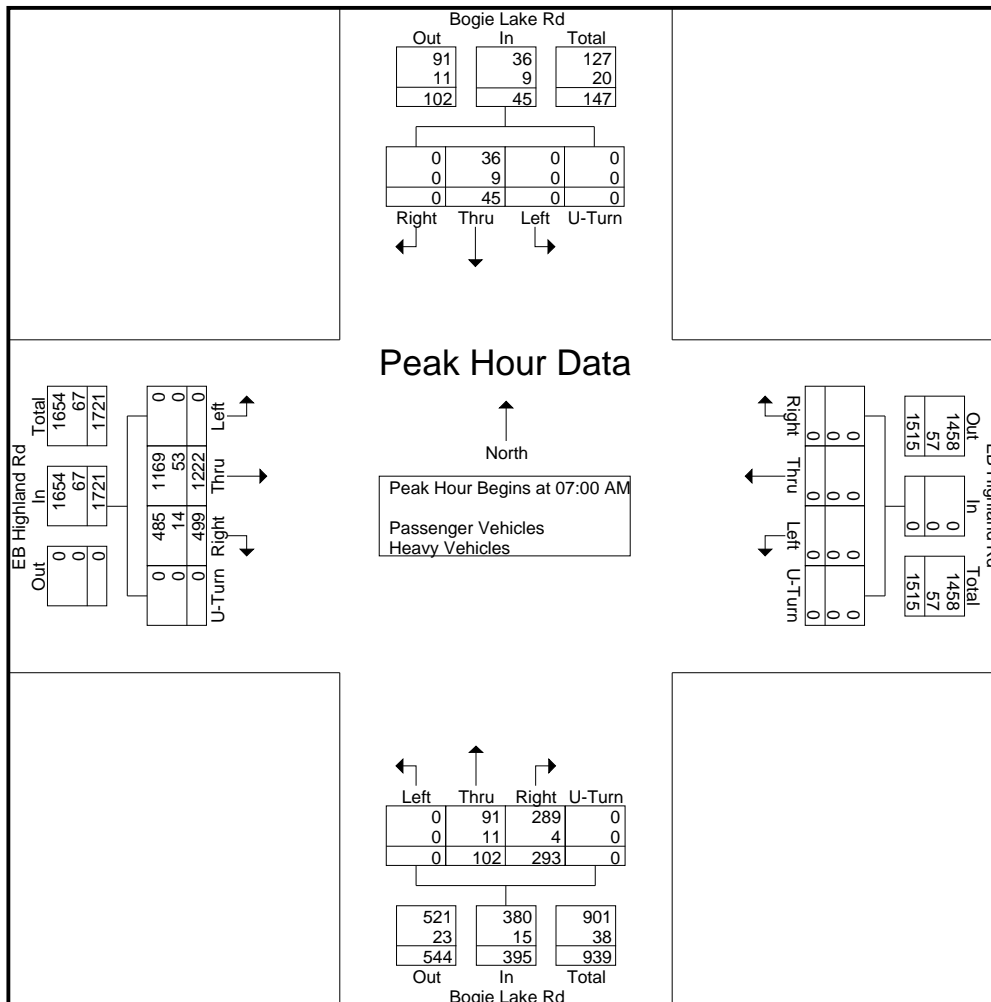 Bogie Lake Rd
Out In Total
91 36 127
11 9 20
102 45 147
0 36 0 0
0 9 0 0
0 45 0 0
Right Thru Left U-Turn
Peak Hour Data
North
Peak Hour Begins at 07:00 AM
Passenger Vehicles
Heavy Vehicles
EB Highland Rd
Total In Out
1654 1654 0
67 67 0
1721 1721 0
0 1169 485 0
0 53 14 0
0 1222 499 0
Left Thru Right U-Turn
Right Thru Left U-Turn
0 0 0 0
0 0 0 0
0 0 0 0
Out In Total
1458 0 1458
57 0 57
1515 0 1515
EB Highland Rd
Left Thru Right U-Turn
0 91 289 0
0 11 4 0
0 102 293 0
521 380 901
23 15 38
544 395 939
Out In Total
Bogie Lake Rd